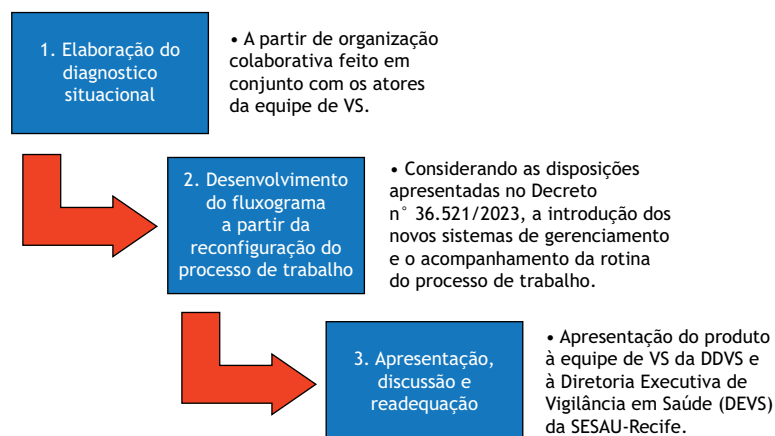 1. Elaboração do
diagnostico
situacional
• A partir de organização
colaborativa feito em
conjunto com os atores
da equipe de VS.
2. Desenvolvimento
do fluxograma
a partir da
reconfiguração do
processo de trabalho
• Considerando as disposições
apresentadas no Decreto
n° 36.521/2023, a introdução dos
novos sistemas de gerenciamento
e o acompanhamento da rotina
do processo de trabalho.
3. Apresentação,
discussão e
readequação
• Apresentação do produto
à equipe de VS da DDVS e
à Diretoria Executiva de
Vigilância em Saúde (DEVS)
da SESAU-Recife.